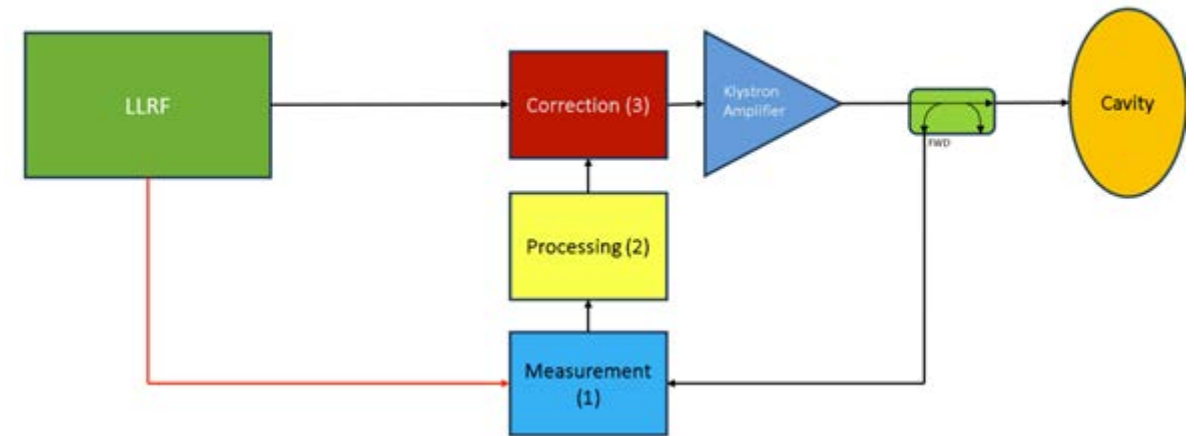 LLRF
Correction (3)
Klystron
Amplifier
FWD
Cavity
Processing (2)
Measurement
(1)